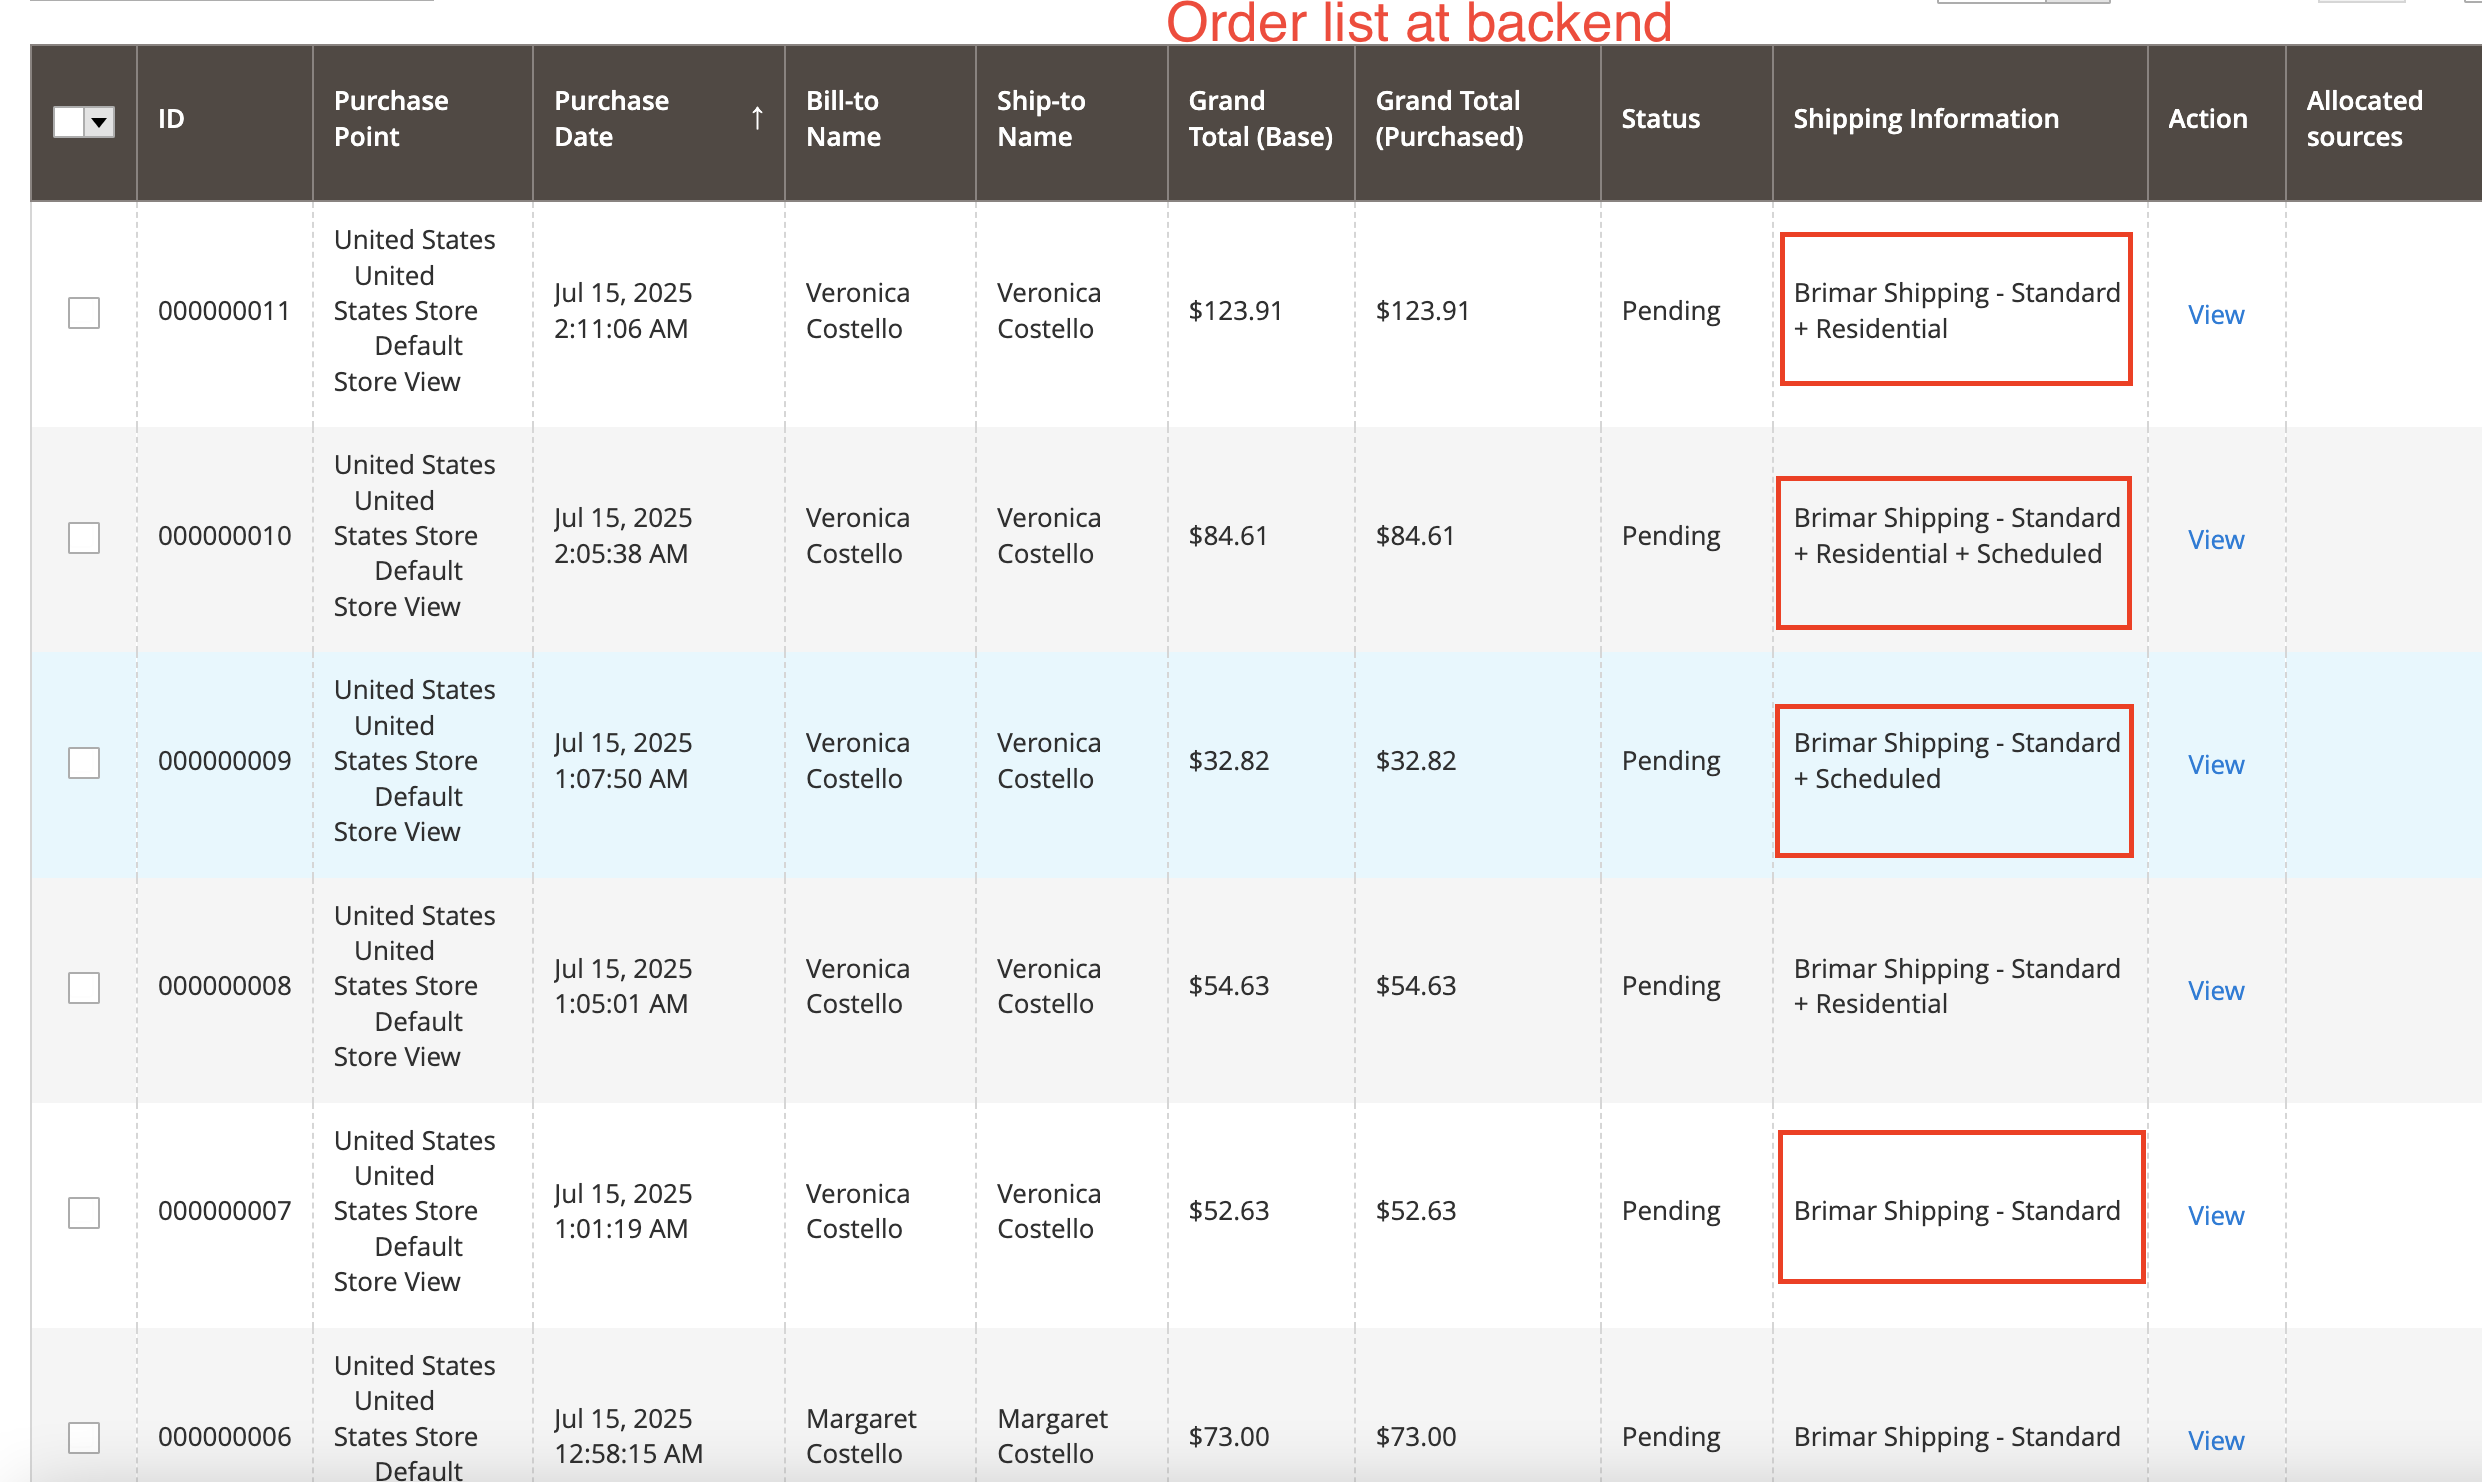 Order list at backend
ID
Purchase
Point
Purchase
Date
↑
Bill-to
Name
Ship-to
Name
Grand
Total (Base)
Grand Total
(Purchased)
Status
Shipping Information
Action
Allocated
sources
000000011
United States
United
States Store
Default
Store View
Jul 15, 2025
2:11:06 AM
Veronica
Costello
Veronica
Costello
$123.91
$123.91
Pending
Brimar Shipping - Standard
+ Residential
View
000000010
United States
United
States Store
Default
Store View
Jul 15, 2025
2:05:38 AM
Veronica
Costello
Veronica
Costello
$84.61
$84.61
Pending
Brimar Shipping - Standard
+ Residential + Scheduled
View
000000009
United States
United
States Store
Default
Store View
Jul 15, 2025
1:07:50 AM
Veronica
Costello
Veronica
Costello
$32.82
$32.82
Pending
Brimar Shipping - Standard
+ Scheduled
View
000000008
United States
United
States Store
Default
Store View
Jul 15, 2025
1:05:01 AM
Veronica
Costello
Veronica
Costello
$54.63
$54.63
Pending
Brimar Shipping - Standard
+ Residential
View
000000007
United States
United
States Store
Default
Store View
Jul 15, 2025
1:01:19 AM
Veronica
Costello
Veronica
Costello
$52.63
$52.63
Pending
Brimar Shipping - Standard
View
000000006
United States
United
States Store
Default
Jul 15, 2025
12:58:15 AM
Margaret
Costello
Margaret
Costello
$73.00
$73.00
Pending
Brimar Shipping - Standard
View